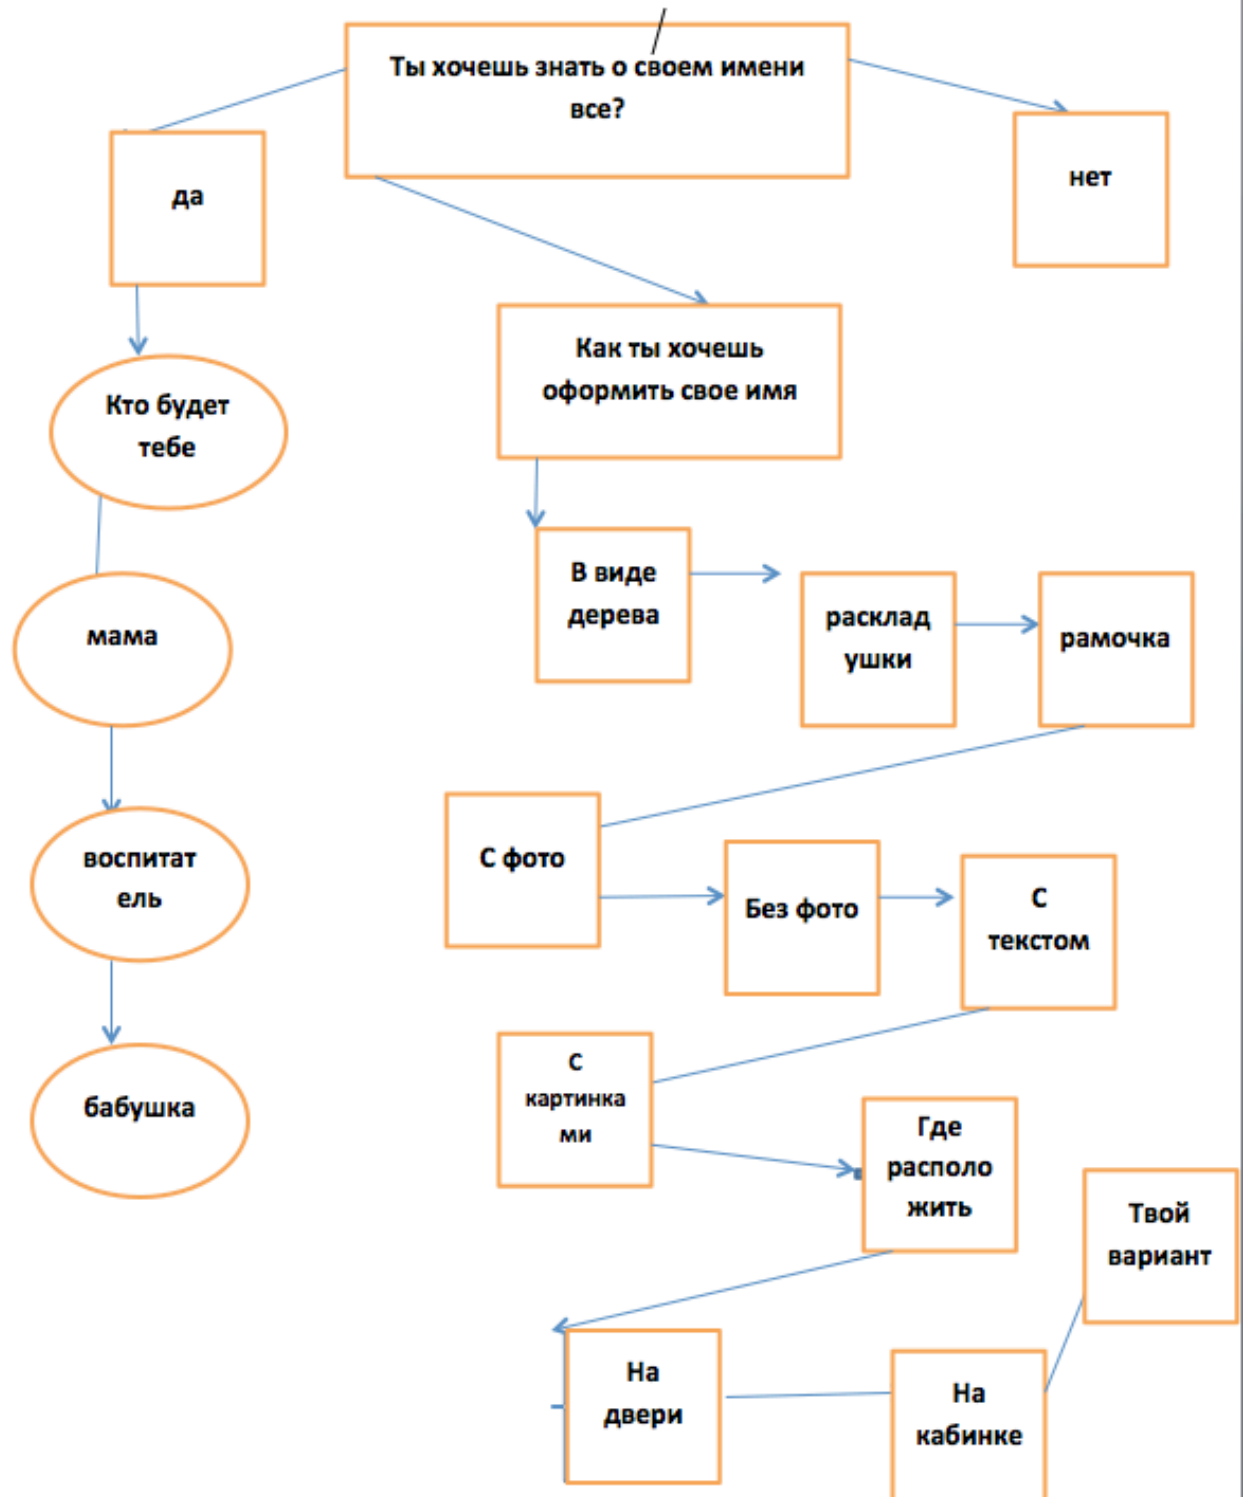 Ты хочешь знать о своем имени
все?
да
нет
Как ты хочешь
оформить свое имя
Кто будет
тебе
В виде
дерева
расклад
ушки
рамочка
мама
С фото
Без фото
С
текстом
воспитат
ель
С
картинка
ми
бабушка
Где
располо
жить
Твой
вариант
На
двери
На
кабинке